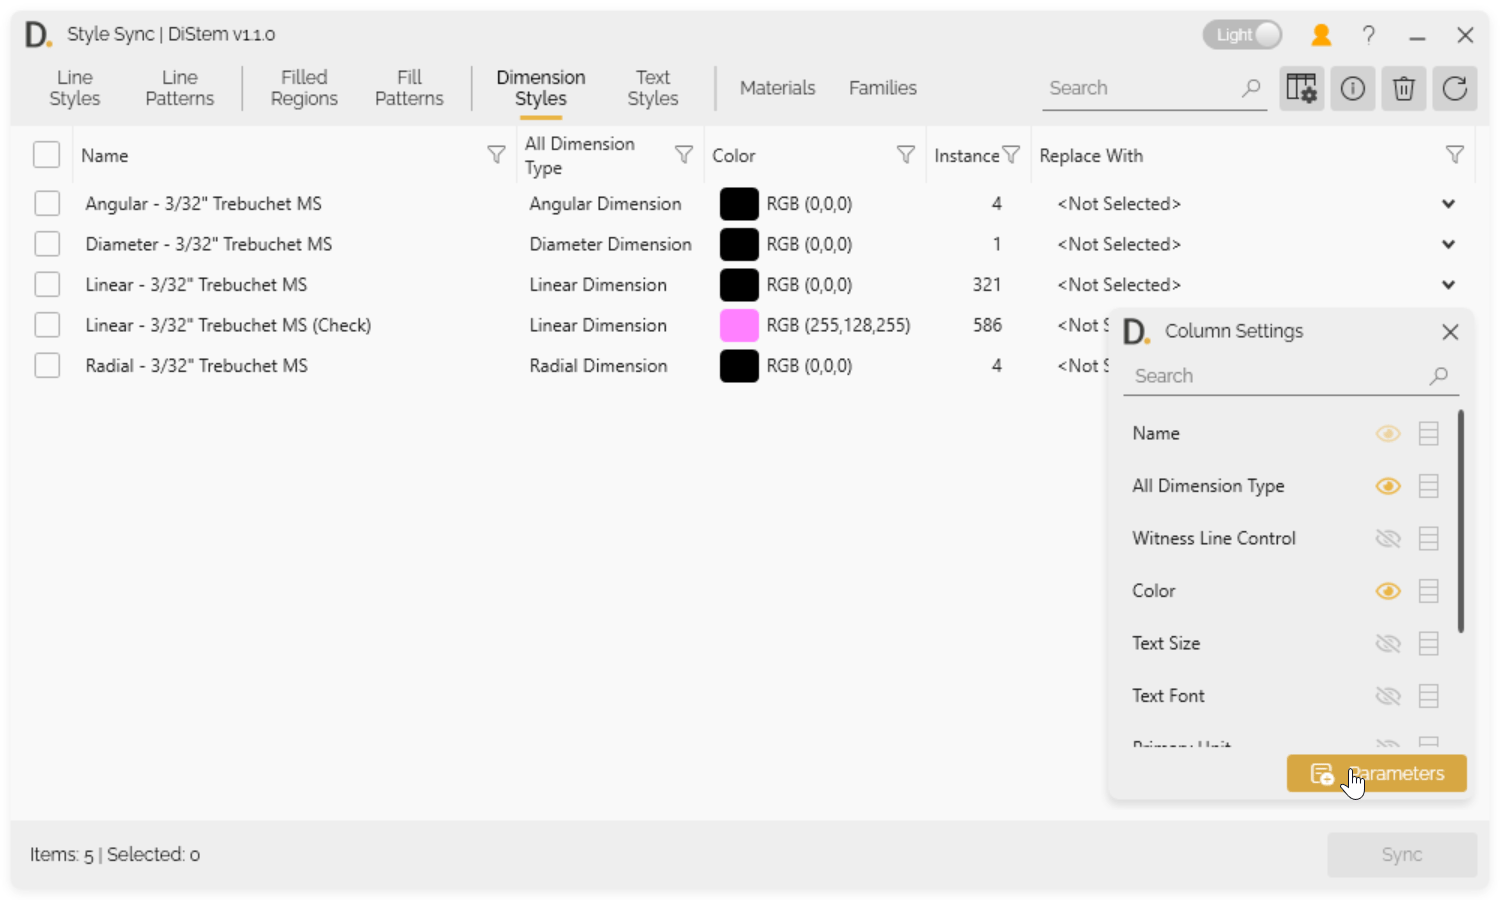 D. Style Sync | DiStem v1.1.0
Light
?
Line Styles
Line Patterns
Filled Regions
Fill Patterns
Dimension Styles
Text Styles
Materials
Families
Search
Name
All Dimension Type
Color
Instance
Replace With
Angular - 3/32" Trebuchet MS Angular Dimension RGB (0,0,0) 4 <Not Selected>
Diameter - 3/32" Trebuchet MS Diameter Dimension RGB (0,0,0) 1 <Not Selected>
Linear - 3/32" Trebuchet MS Linear Dimension RGB (0,0,0) 321 <Not Selected>
Linear - 3/32" Trebuchet MS (Check) Linear Dimension RGB (255,128,255) 586 <Not S
Radial - 3/32" Trebuchet MS Radial Dimension RGB (0,0,0) 4 <Not S
D. Column Settings
Search
Name
All Dimension Type
Witness Line Control
Color
Text Size
Text Font
Primary Unit
Parameters
Items: 5 | Selected: 0
Sync